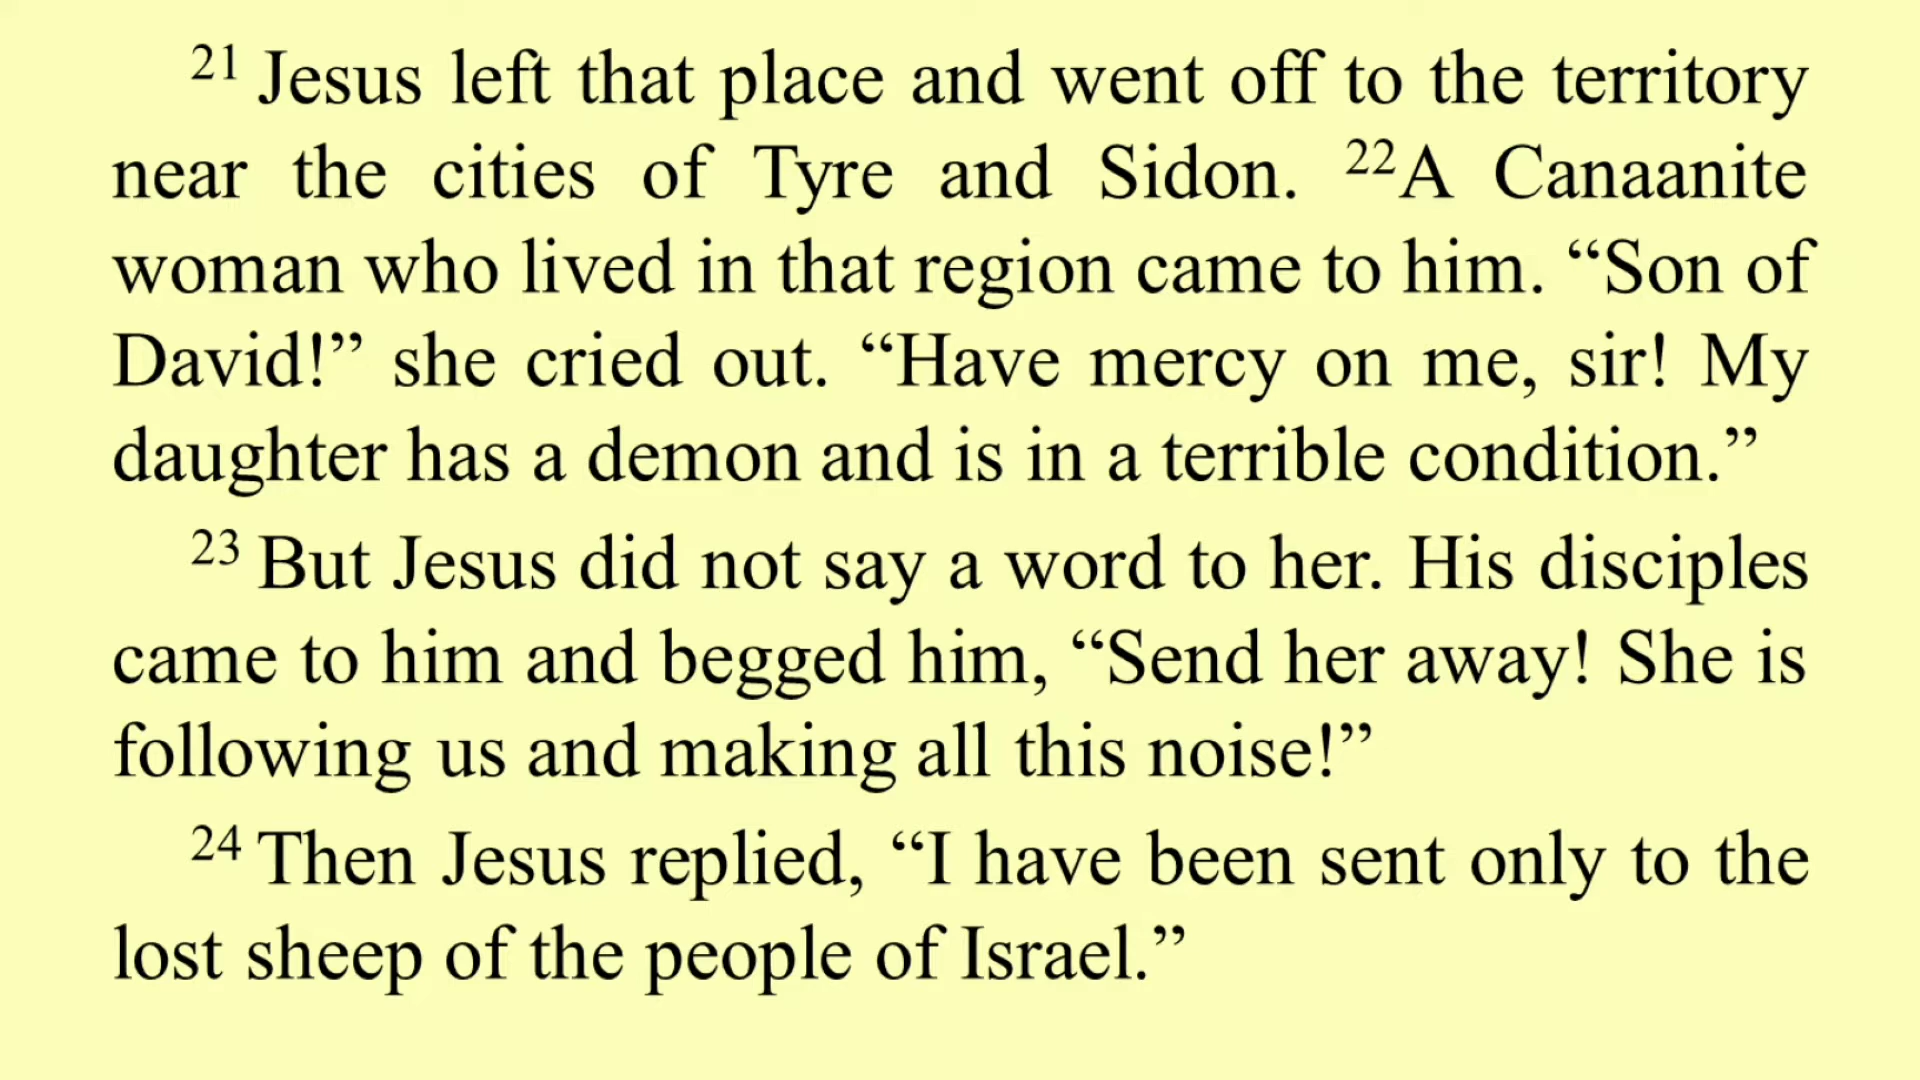 21 Jesus left that place and went off to the territory
near the cities of Tyre and Sidon. 22A Canaanite
woman who lived in that region came to him. “Son of
David!” she cried out. “Have mercy on me, sir! My
daughter has a demon and is in a terrible condition.”
23 But Jesus did not say a word to her. His disciples
came to him and begged him, “Send her away! She is
following us and making all this noise!”
24 Then Jesus replied, “I have been sent only to the
lost sheep of the people of Israel.”